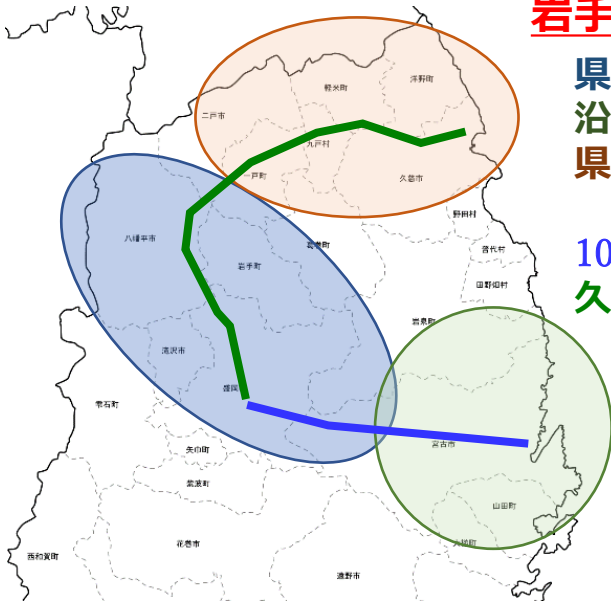 岩手
県
沿
県
10
久
洋野町
軽米町
二戸市
九戸村
一戸町
久慈市
野田村
八幡平市
葛巻町
普代村
岩手町
田野畑村
岩泉町
滝沢市
盛岡
雫石町
宮古市
矢巾町
紫波町
山田町
大槌町
花巻市
西和賀町
遠野市